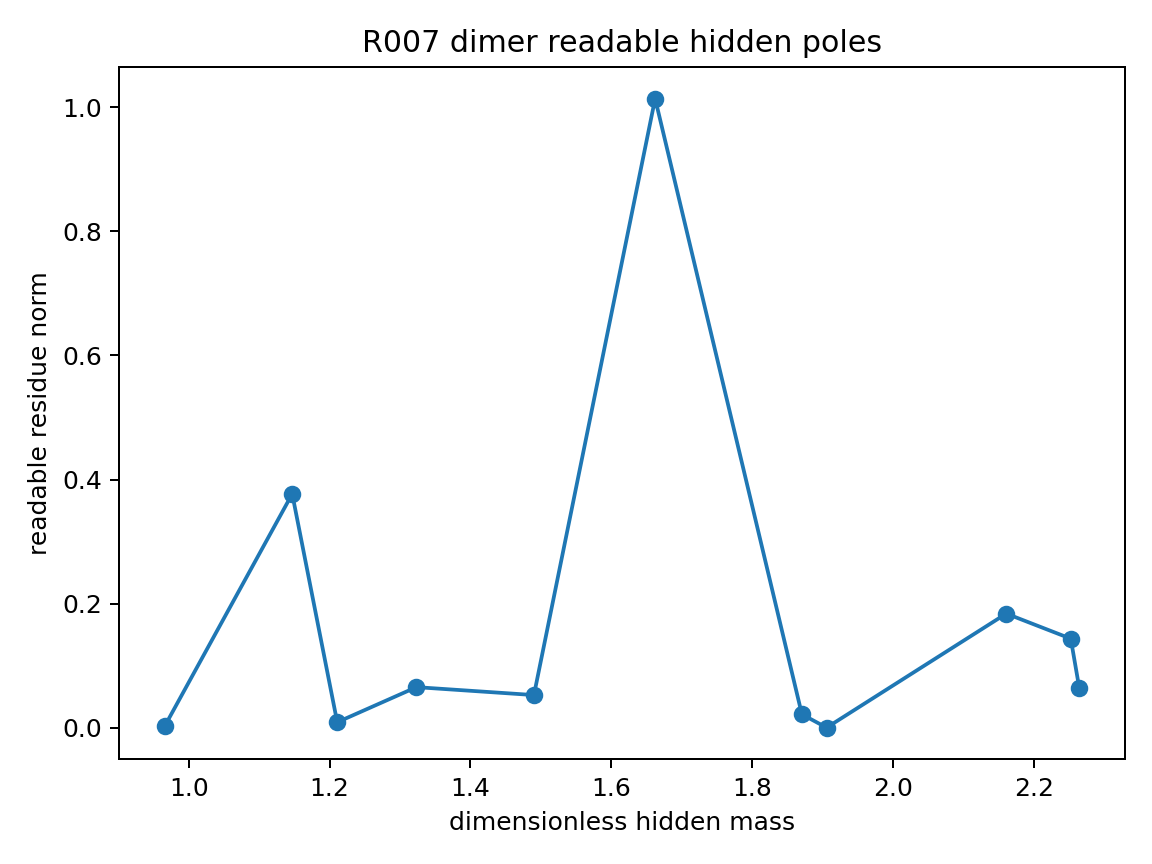 R007 dimer readable hidden poles
readable residue norm
1.0
0.8
0.6
0.4
0.2
0.0
1.0 1.2 1.4 1.6 1.8 2.0 2.2
dimensionless hidden mass